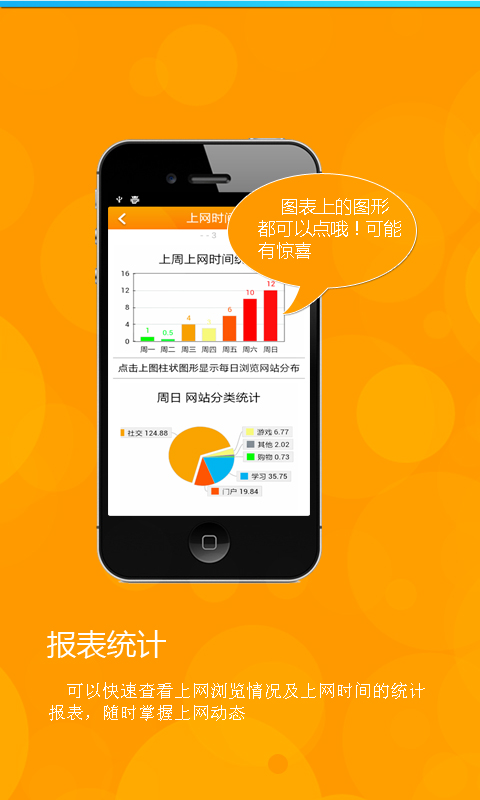 上网时间
图表上的图形
都可以点哦！可能
有惊喜
- - 3
上周上网时间统
16
12
8
4
0
1
0.5
4
3
6
10
12
周一
周二
周三
周四
周五
周六
周日
点击上图柱状图形显示每日浏览网站分布
周日 网站分类统计
社交 124.88
游戏 6.77
其他 2.02
购物 0.73
学习 35.75
门户 19.84
报表统计
可以快速查看上网浏览情况及上网时间的统计
报表，随时掌握上网动态